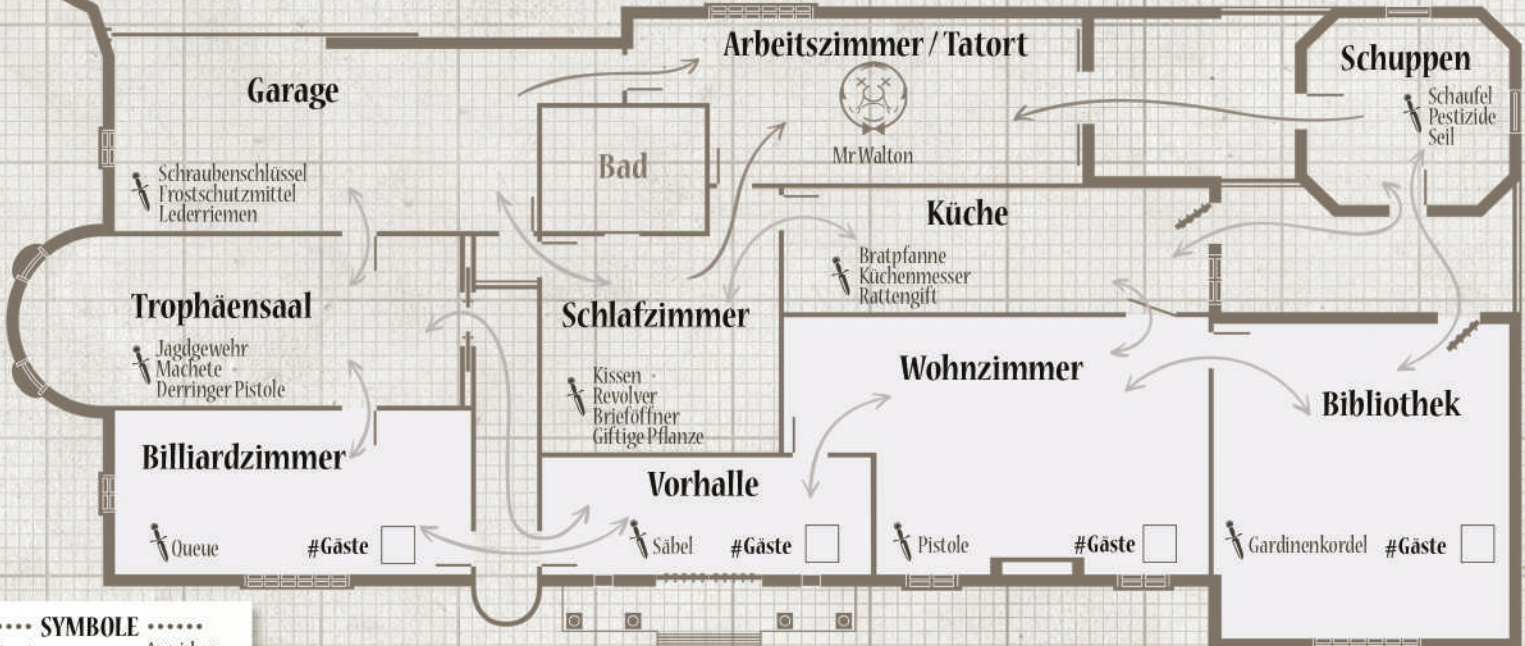 Arbeitszimmer / Tatort
Schuppen
Garage
Schaufel
Pestizide
Seil
Mr Walton
Bad
Schraubenschlüssel
Frostschutzmittel
Lederriemen
Küche
Bratpfanne
Küchenmesser
Rattengift
Trophäensaal
Schlafzimmer
Jagdgewehr
Machete
Derringer Pistole
Kissen
Revolver
Brieföffner
Giftige Pflanze
Wohnzimmer
Bibliothek
Billiardzimmer
Vorhalle
Queue
#Gäste
Säbel
#Gäste
Pistole
#Gäste
Gardinenkordel
#Gäste
SYMBOLE